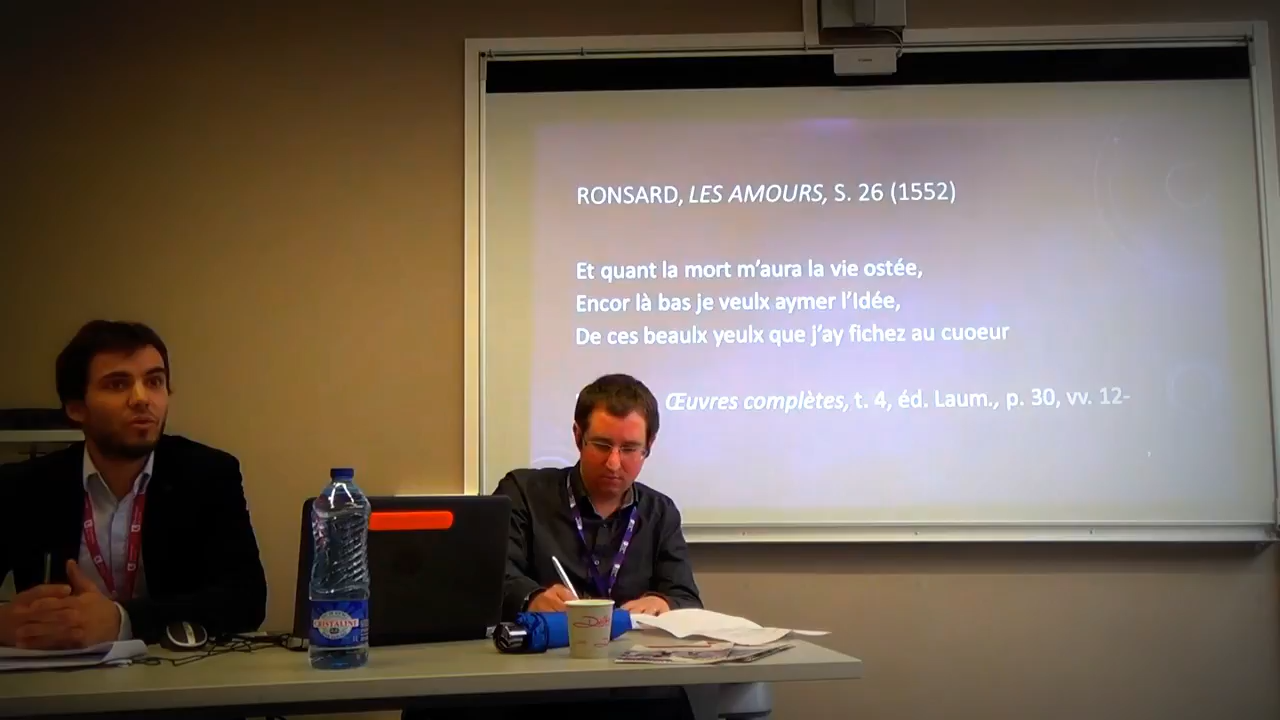 RONSARD, LES AMOURS, S. 26 (1552)
Et quant la mort m'aura la vie ostée,
Encor là bas je veulx aymer l'Idée,
De ces beaulx yeulx que j'ay fichez au cuoeur
Œuvres complètes, t. 4, éd. Laum., p. 30, vv. 12-
CRISTALINE